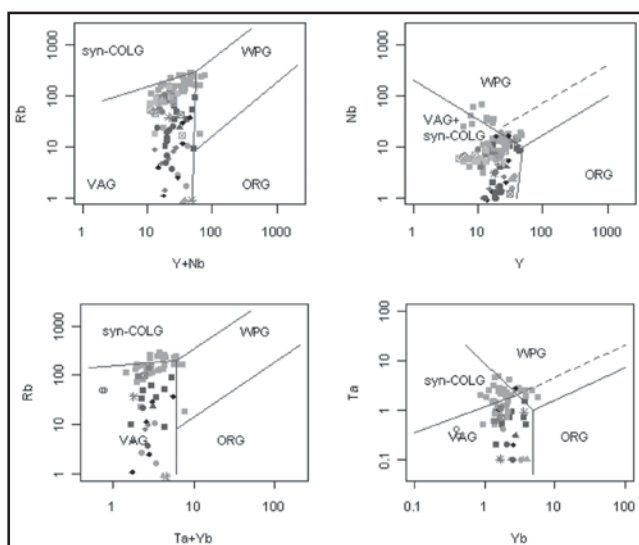 syn-COLG
WPG
VAG
ORG
Rb
1 10 100 1000
1 10 100 1000
Y+Nb
WPG
VAG+
syn-COLG
ORG
Nb
1 10 100 1000
1 10 100 1000
Y
syn-COLG
WPG
VAG
ORG
Rb
1 10 100 1000
1 10 100
Ta+Yb
WPG
syn-COLG
VAG
ORG
Ta
0.1 1 10 100
0.1 1 10 100
Yb